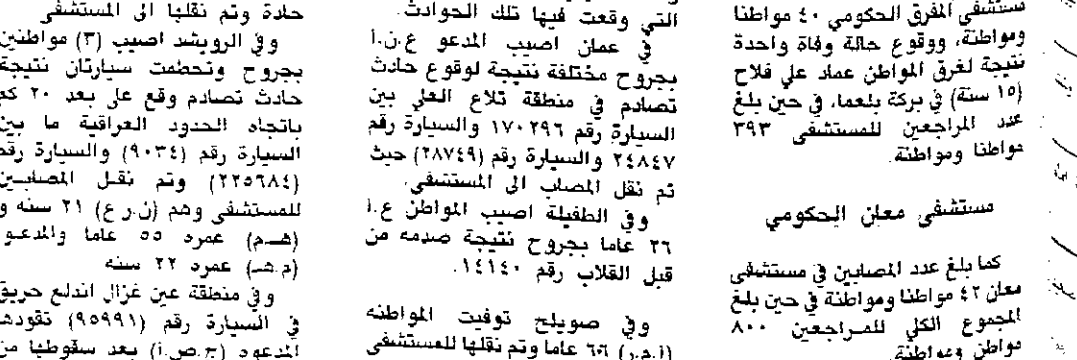 مستشفى المفرق الحكومي ٤٠ مواطنا
ومواطنة، ووقوع حالة وفاة واحدة
نتيجة لغرق المواطن عماد علي فلاح
(١٥ سنة) في بركة بلعما، في حين بلغ
عدد المراجعين للمستشفى ٣٩٣
مواطنا ومواطنة.
مستشفى معان الحكومي
كما بلغ عدد المصابين في مستشفى
معان ٤٢ مواطنا ومواطنة في حين بلغ
المجموع الكلي للمراجعين ٨٠٠
مواطن ومواطنة.
التي وقعت فيها تلك الحوادث.
في عمان اصيب المدعو ع.ن.أ
بجروح مختلفة نتيجة لوقوع حادث
تصادم في منطقة تلاع العلي بين
السيارة رقم ١٧٠٢٩٦ والسيارة رقم
٢٤٨٤٧ والسيارة رقم (٢٨٧٤٩) حيث
تم نقل المصاب الى المستشفى.
وفي الطفيلة اصيب المواطن ع.أ
٢٦ عاما بجروح نتيجة صدمه من
قبل القلاب رقم ١٤١٤٠.
وفي صويلح توفيت المواطنه
(أ.م.ر) ٦٦ عاما وتم نقلها للمستشفى
حادة وتم نقلها الى المستشفى
وفي الرويشد اصيب (٣) مواطنين
بجروح وتحطمت سيارتان نتيجة
حادث تصادم وقع على بعد ٢٠ كم
باتجاه الحدود العراقية ما بين
السيارة رقم (٩٠٣٤) والسيارة رقم
(٢٢٥٦٨٤) وتم نقل المصابين
للمستشفى وهم (ن.ر ع) ٢١ سنه و
(هـ.م) عمره ٥٥ عاما والمدعو
(م.هـ) عمره ٢٢ سنه
وفي منطقة عين غزال اندلع حريق
في السيارة رقم (٩٥٩٩١) تقودها
المدعوه (ج.ص.أ) بعد سقوطها من